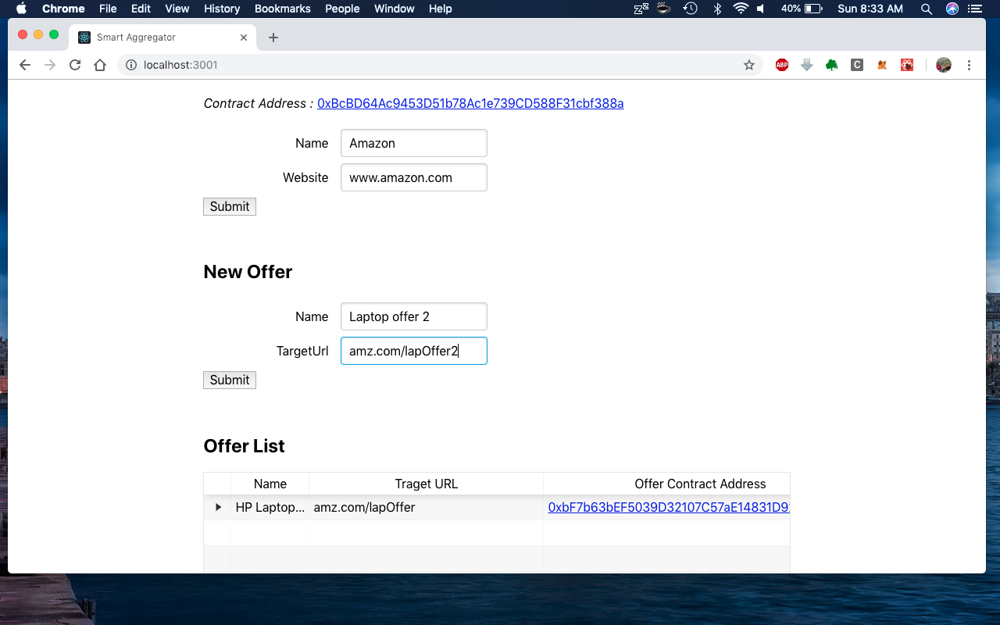 Chrome File Edit View History Bookmarks People Window Help 40% Sun 8:33 AM
Smart Aggregator
localhost:3001
ABP
C
Contract Address : 0xBcBD64Ac9453D51b78Ac1e739CD588F31cbf388a
Name Amazon
Website www.amazon.com
Submit
New Offer
Name Laptop offer 2
TargetUrl amz.com/lapOffer2
Submit
Offer List
Name Traget URL Offer Contract Address
HP Laptop... amz.com/lapOffer 0xbF7b63bEF5039D32107C57aE14831D9